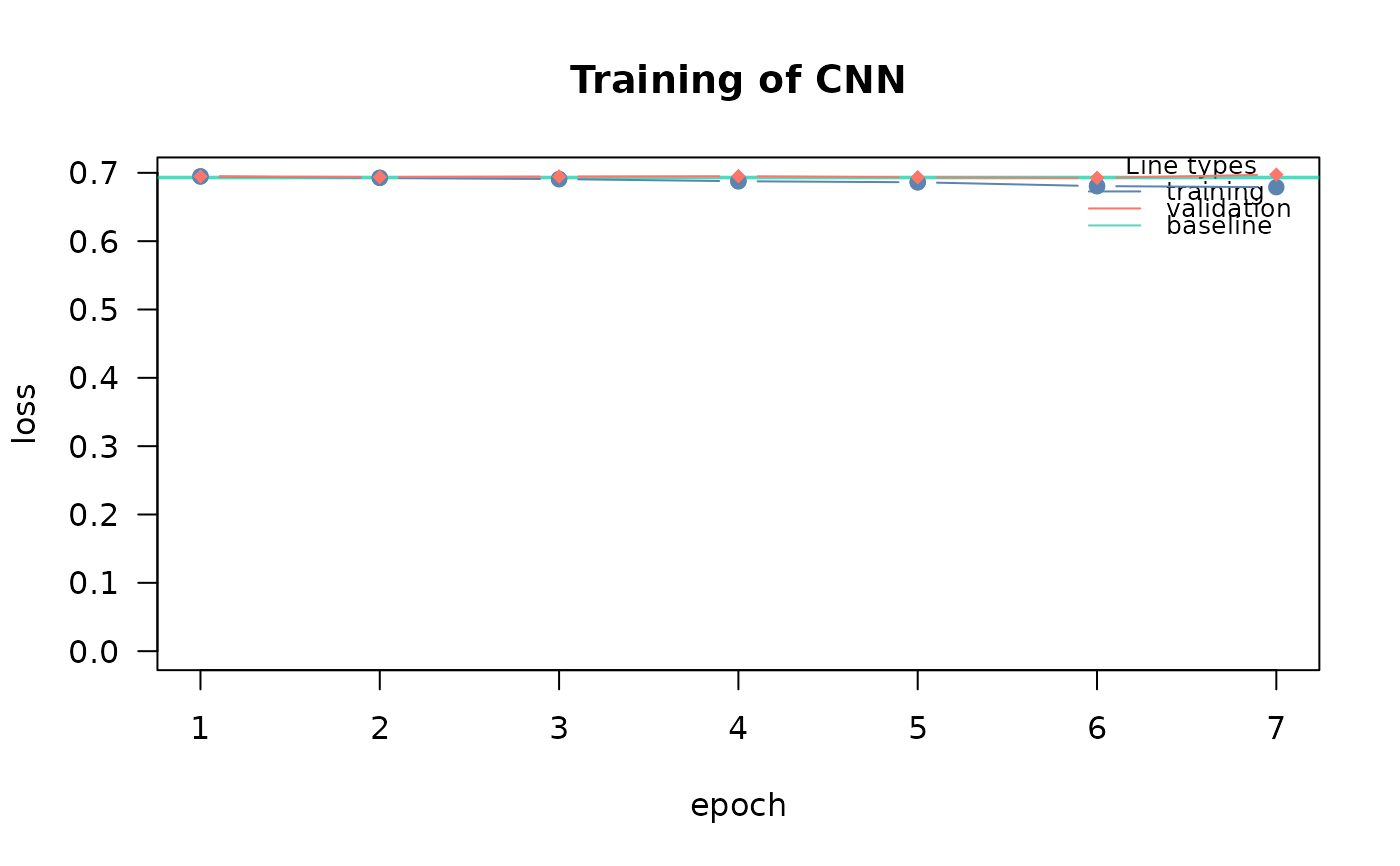 Training of CNN
0.7
0.6
0.5
0.4
0.3
0.2
0.1
0.0
loss
Line types
training
validation
baseline
1 2 3 4 5 6 7
epoch